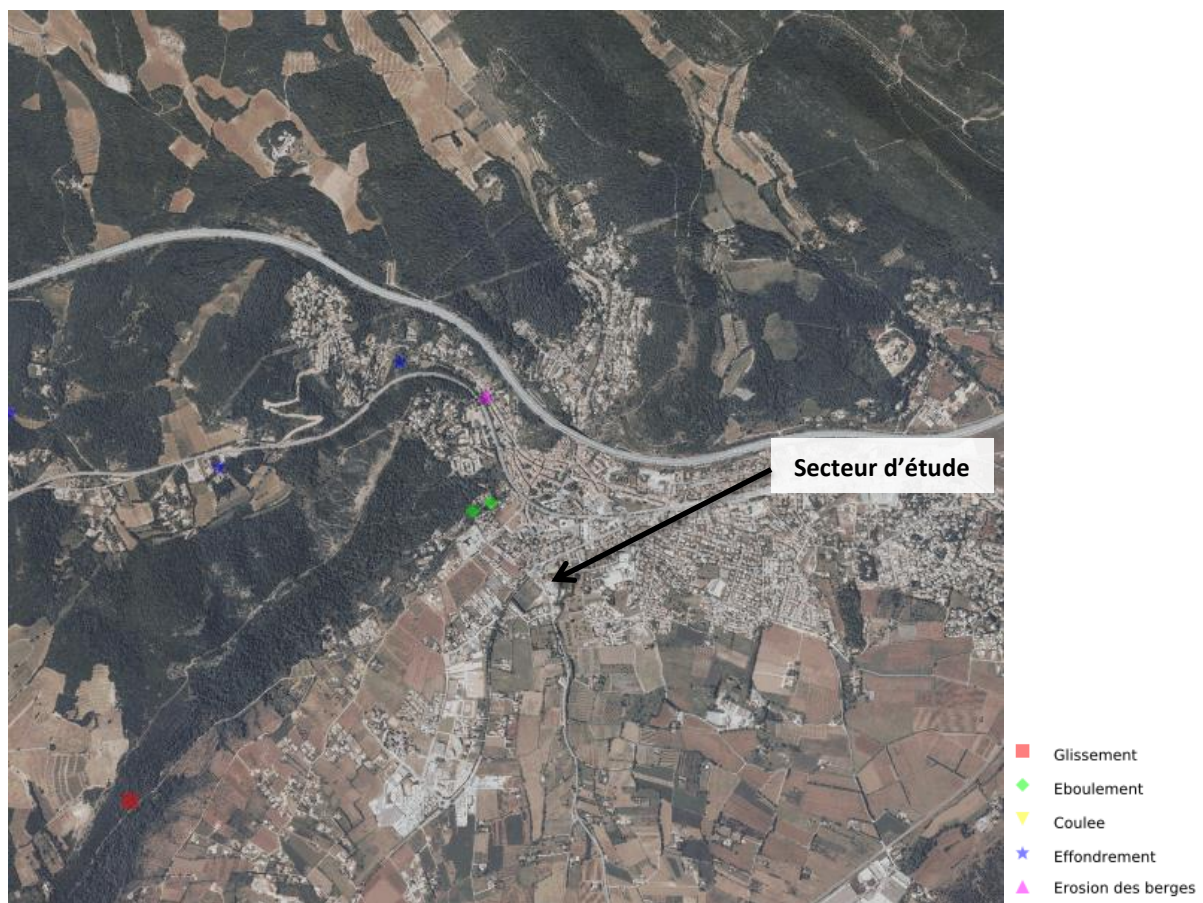 Secteur d’étude
Glissement
Eboulement
Coulee
Effondrement
Erosion des berges